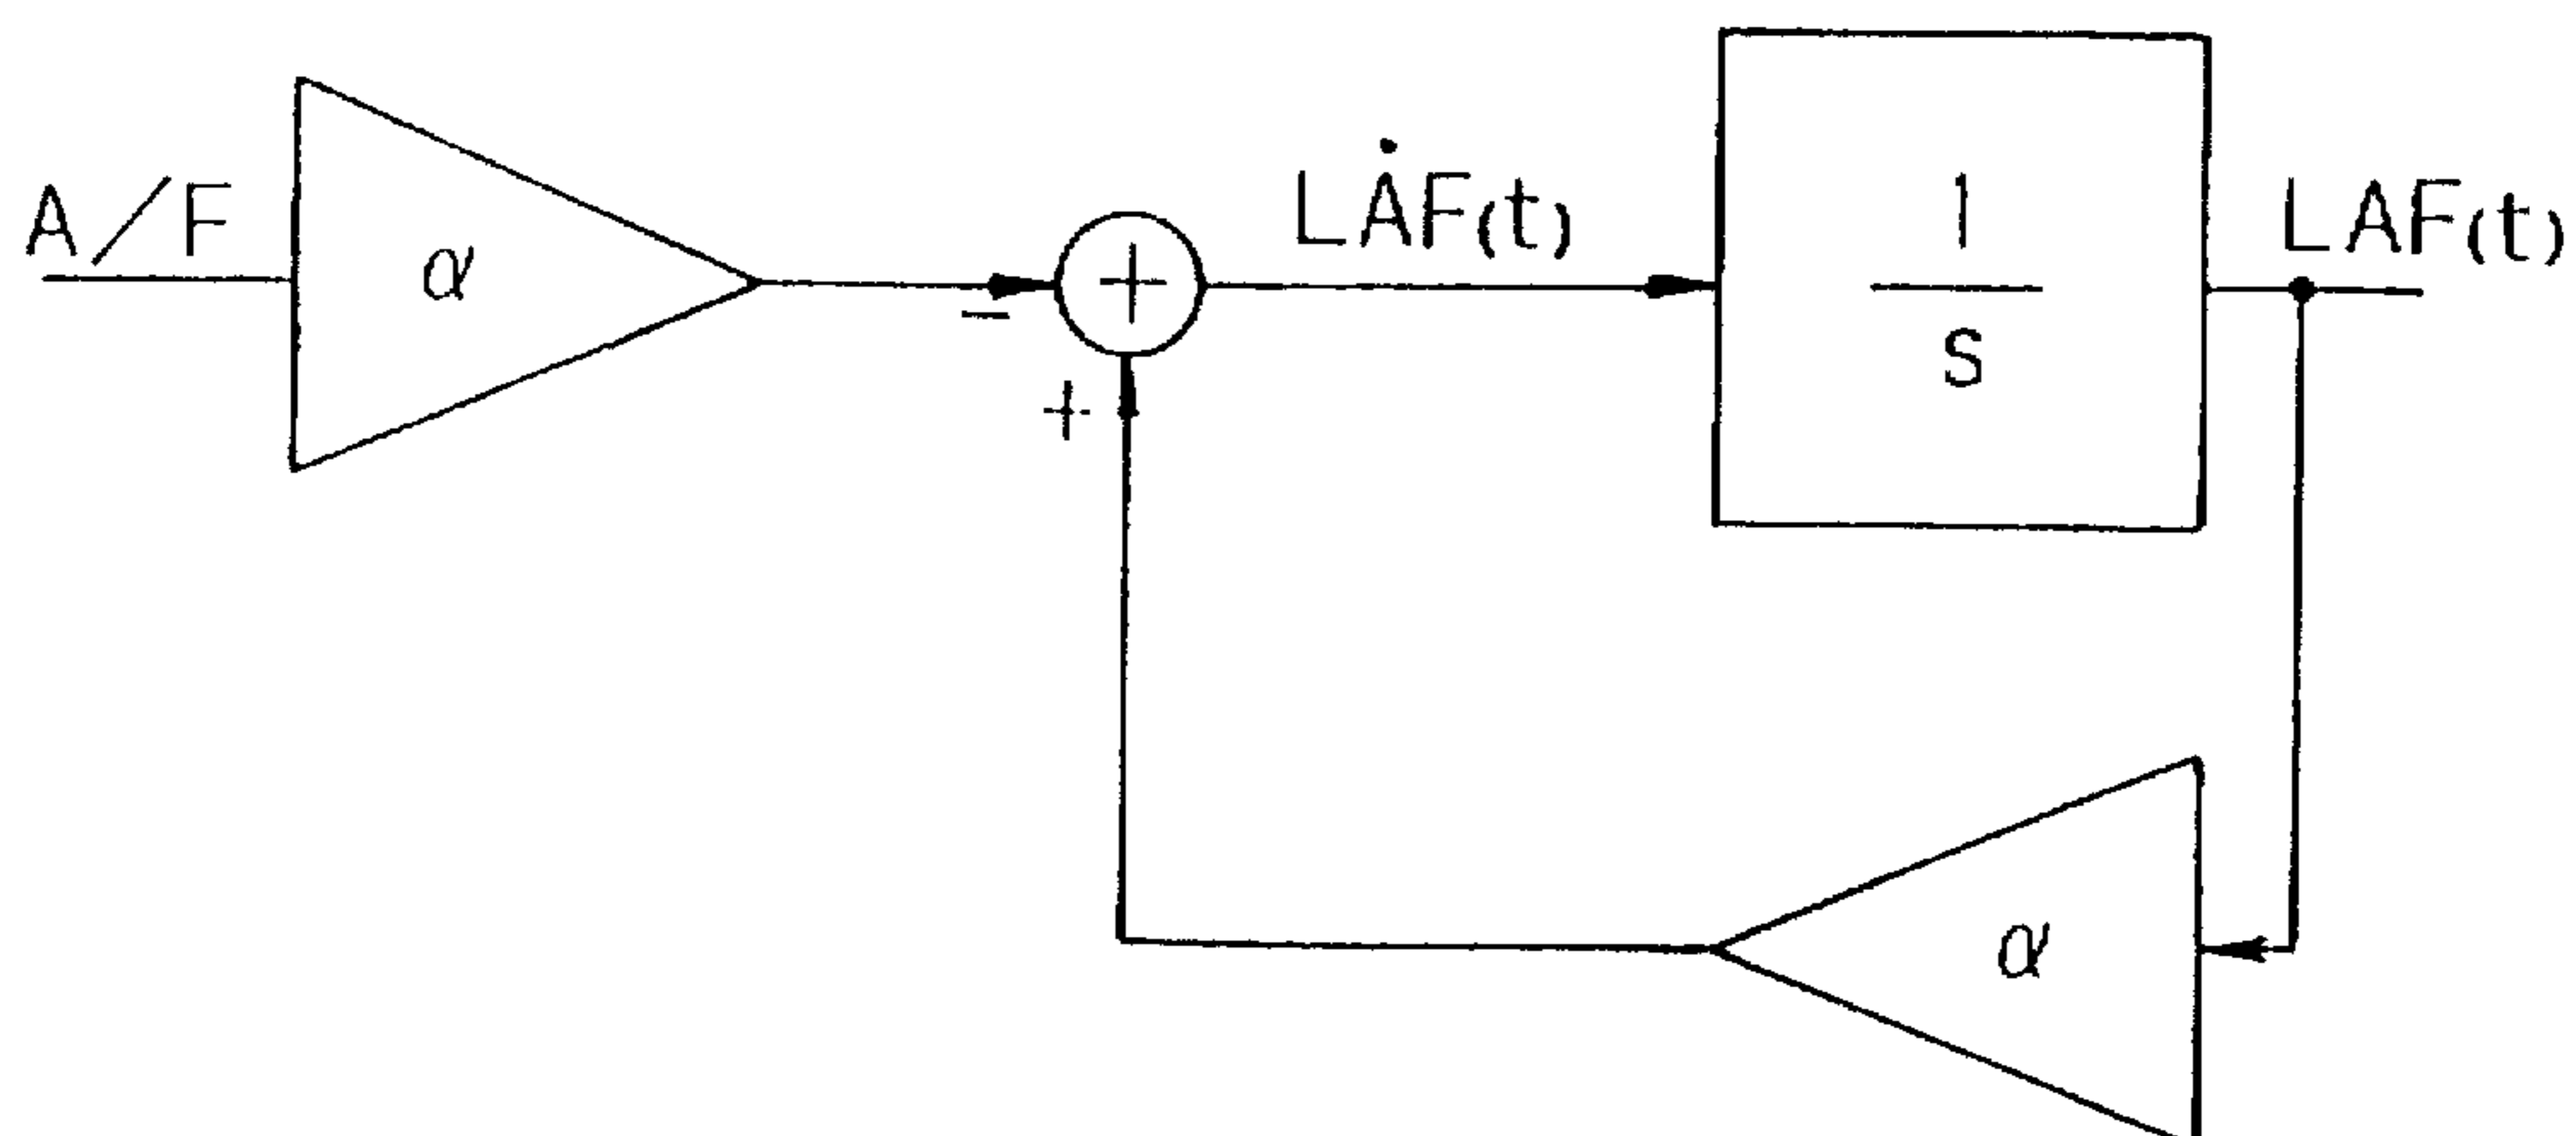 A/F
α
−
+
+
LȦF(t)
1
S
LAF(t)
α